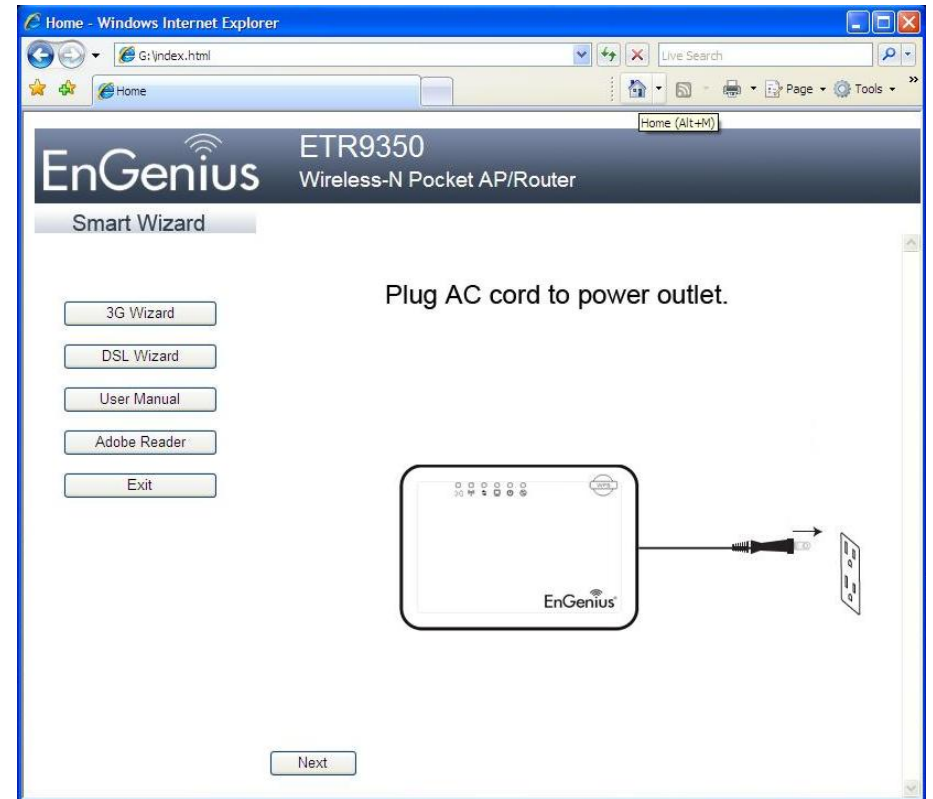 Home - Windows Internet Explorer
G:\index.html
Live Search
Home
Page
Tools
Home (Alt+M)
EnGenius
ETR9350
Wireless-N Pocket AP/Router
Smart Wizard
Plug AC cord to power outlet.
3G Wizard
DSL Wizard
User Manual
Adobe Reader
Exit
WPS
EnGenius
Next